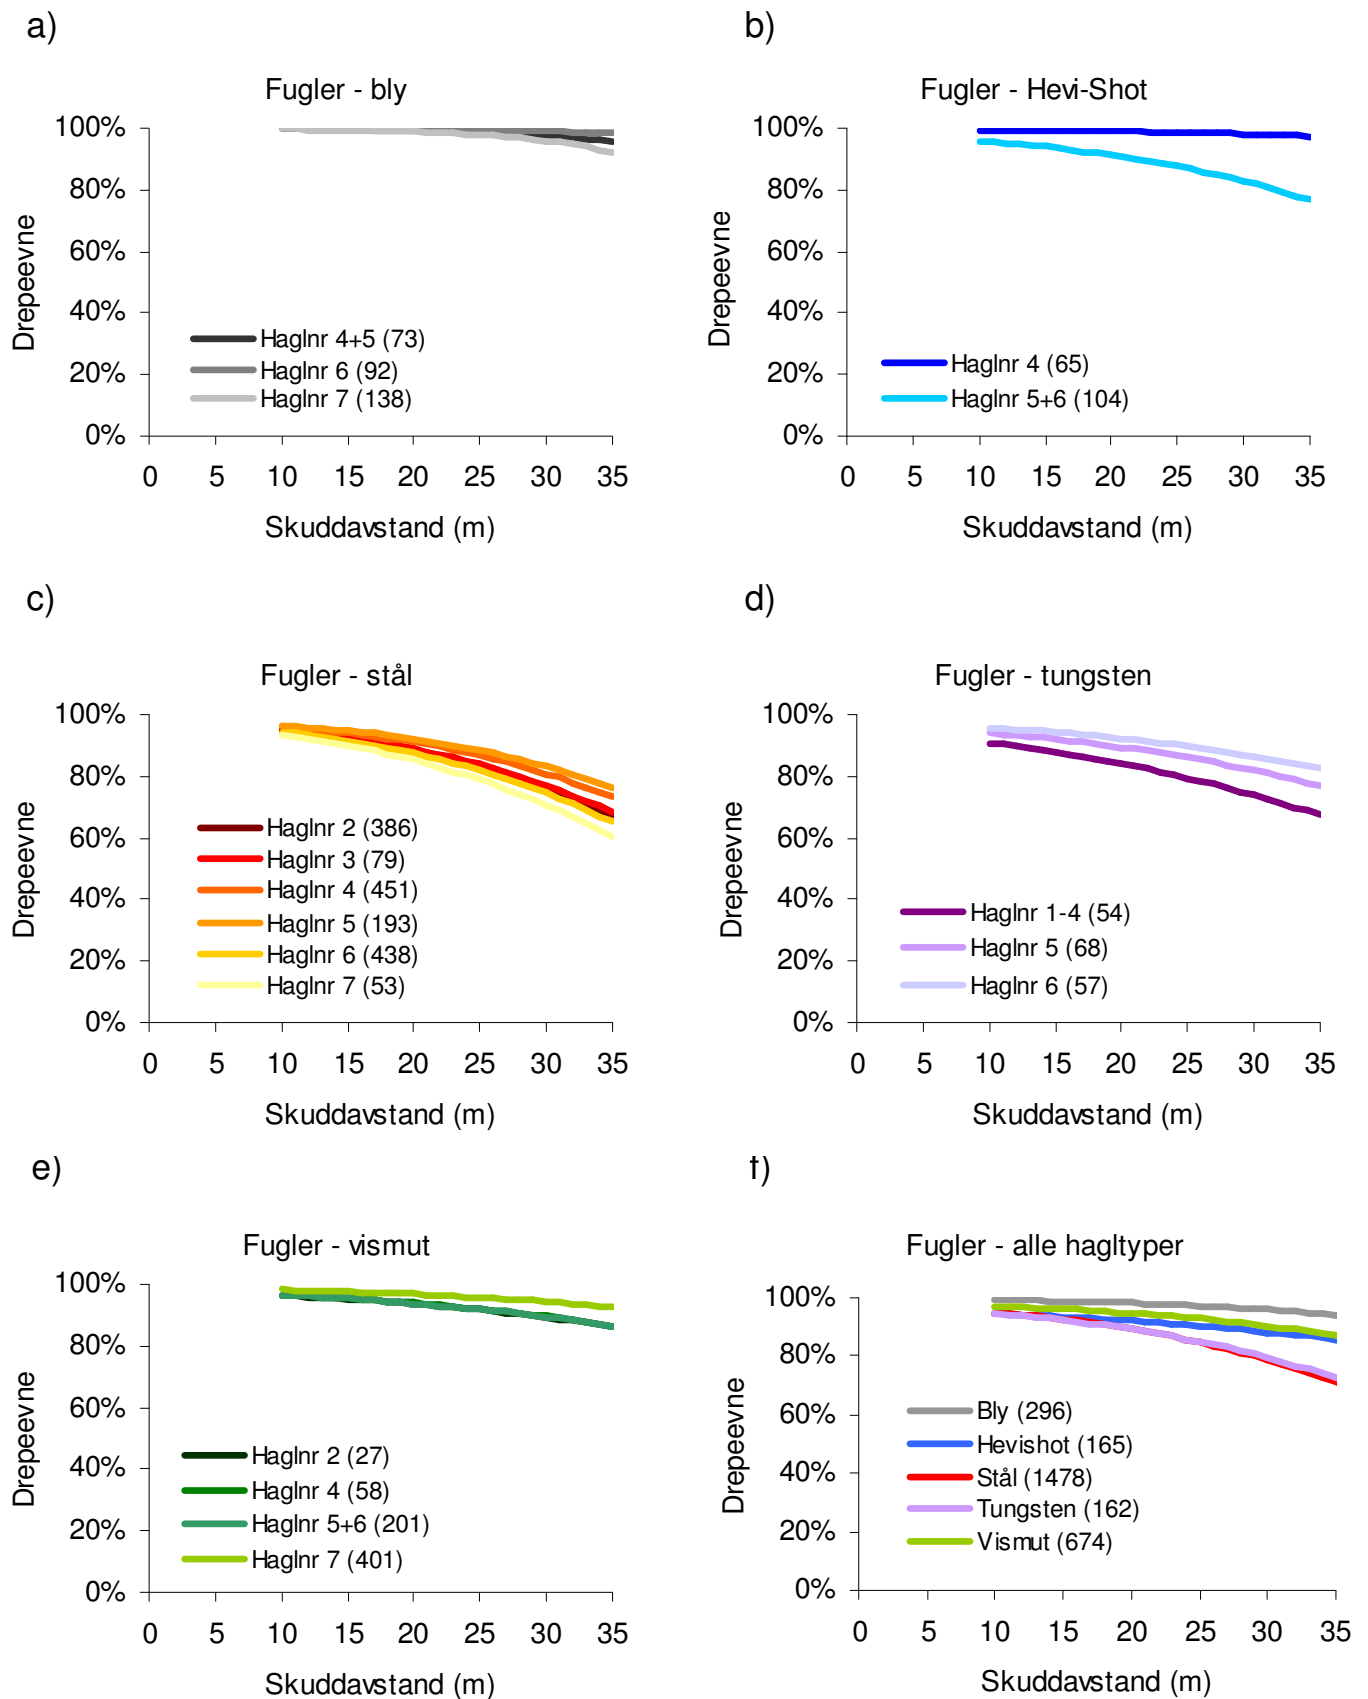 a)
Fugler - bly
100%
80%
60%
40%
20%
0%
Drepeevne
Haglnr 4+5 (73)
Haglnr 6 (92)
Haglnr 7 (138)
0 5 10 15 20 25 30 35
Skuddavstand (m)
b)
Fugler - Hevi-Shot
100%
80%
60%
40%
20%
0%
Drepeevne
Haglnr 4 (65)
Haglnr 5+6 (104)
0 5 10 15 20 25 30 35
Skuddavstand (m)
c)
Fugler - stål
100%
80%
60%
40%
20%
0%
Drepeevne
Haglnr 2 (386)
Haglnr 3 (79)
Haglnr 4 (451)
Haglnr 5 (193)
Haglnr 6 (438)
Haglnr 7 (53)
0 5 10 15 20 25 30 35
Skuddavstand (m)
d)
Fugler - tungsten
100%
80%
60%
40%
20%
0%
Drepeevne
Haglnr 1-4 (54)
Haglnr 5 (68)
Haglnr 6 (57)
0 5 10 15 20 25 30 35
Skuddavstand (m)
e)
Fugler - vismut
100%
80%
60%
40%
20%
0%
Drepeevne
Haglnr 2 (27)
Haglnr 4 (58)
Haglnr 5+6 (201)
Haglnr 7 (401)
0 5 10 15 20 25 30 35
Skuddavstand (m)
f)
Fugler - alle hagltyper
100%
80%
60%
40%
20%
0%
Drepeevne
Bly (296)
Hevishot (165)
Stål (1478)
Tungsten (162)
Vismut (674)
0 5 10 15 20 25 30 35
Skuddavstand (m)